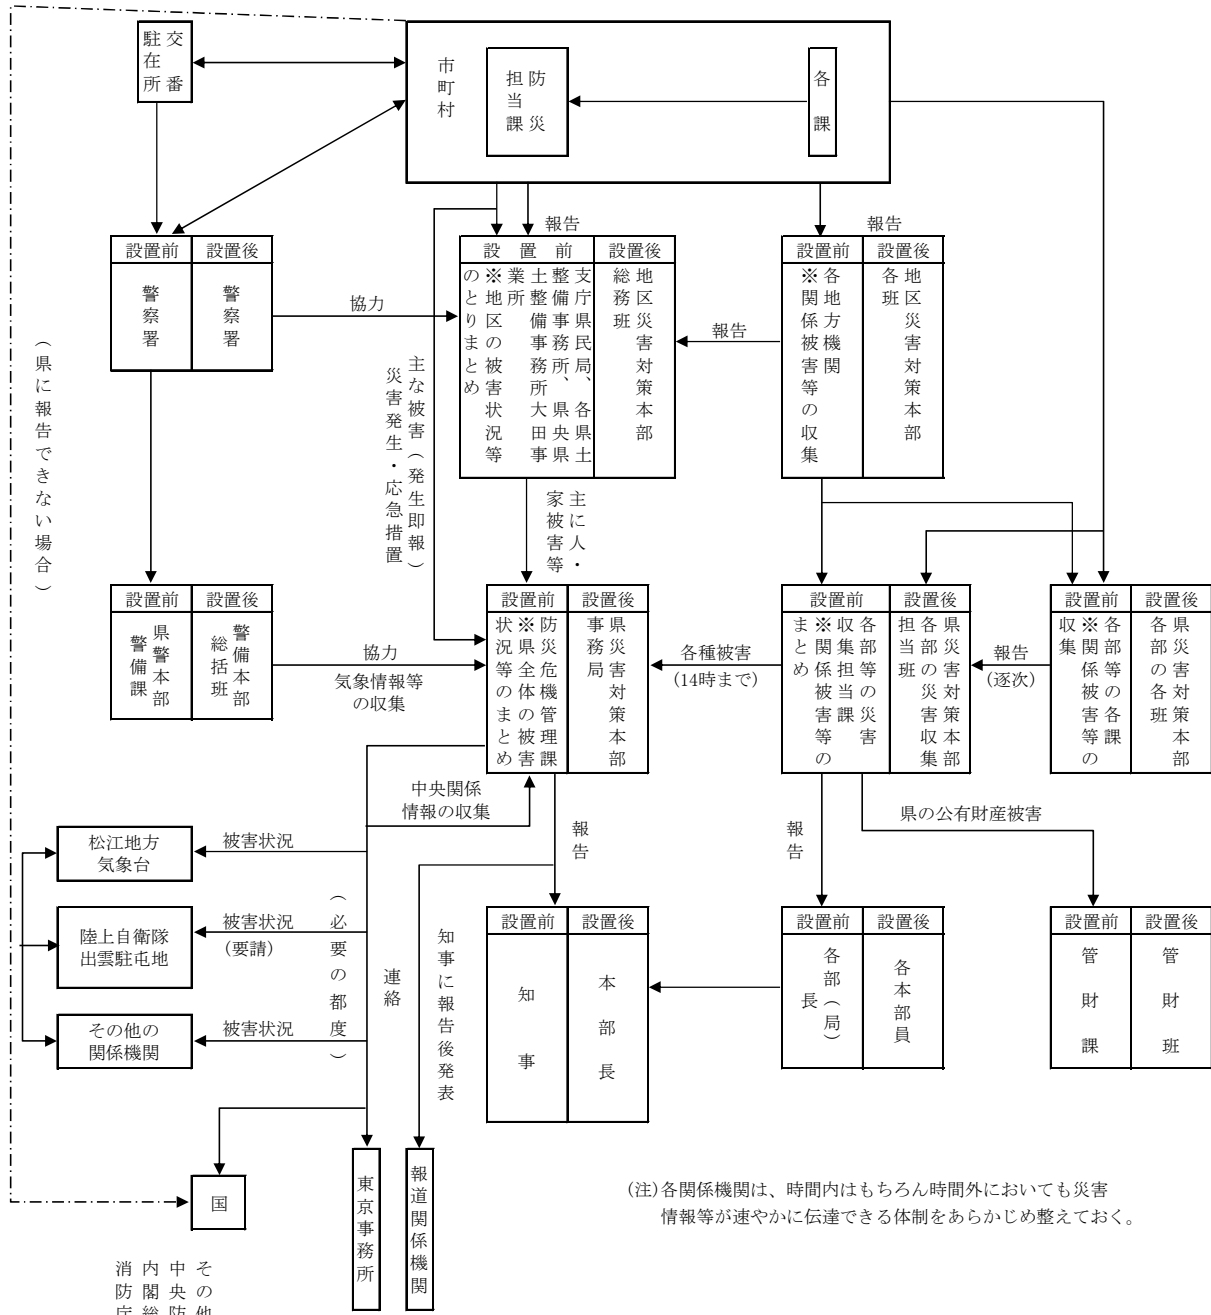 交番
駐在所
市町村
防災
担当課
各課
報告
報告
設置前
設置後
警察署
警察署
協力
設置前
設置後
支庁県民局、各県土
整備事務所、県央県
土整備事務所大田事
業所
※地区の被害状況等
のとりまとめ
地区災害対策本部
総務班
報告
設置前
設置後
各地方機関
※関係被害等の収集
地区災害対策本部
各班
(県に報告できない場合)
主な被害(発生即報)
災害発生・応急措置
主に人・
家被害等
設置前
設置後
県警本部
警備課
警備本部
総括班
協力
気象情報等
の収集
設置前
設置後
防災危機管理課
※県全体の被害
状況等のまとめ
県災害対策本部
事務局
各種被害
(14時まで)
設置前
設置後
各部等の災害
収集担当課
※関係被害等の
まとめ
県災害対策本部
各部の災害収集
担当班
報告
(逐次)
設置前
設置後
各部等の各課
※関係被害等の
収集
県災害対策本部
各部の各班
中央関係
情報の収集
報告
報告
県の公有財産被害
松江地方
気象台
被害状況
陸上自衛隊
出雲駐屯地
被害状況
(要請)
その他の
関係機関
被害状況
(必要の都度)
連絡
知事に報告後発表
設置前
設置後
知事
本部長
設置前
設置後
各部(局)
長
各本部員
設置前
設置後
管財課
管財班
国
東京事務所
報道関係機関
(注)各関係機関は、時間内はもちろん時間外においても災害
情報等が速やかに伝達できる体制をあらかじめ整えておく。
その他
中央防
内閣総
消防庁